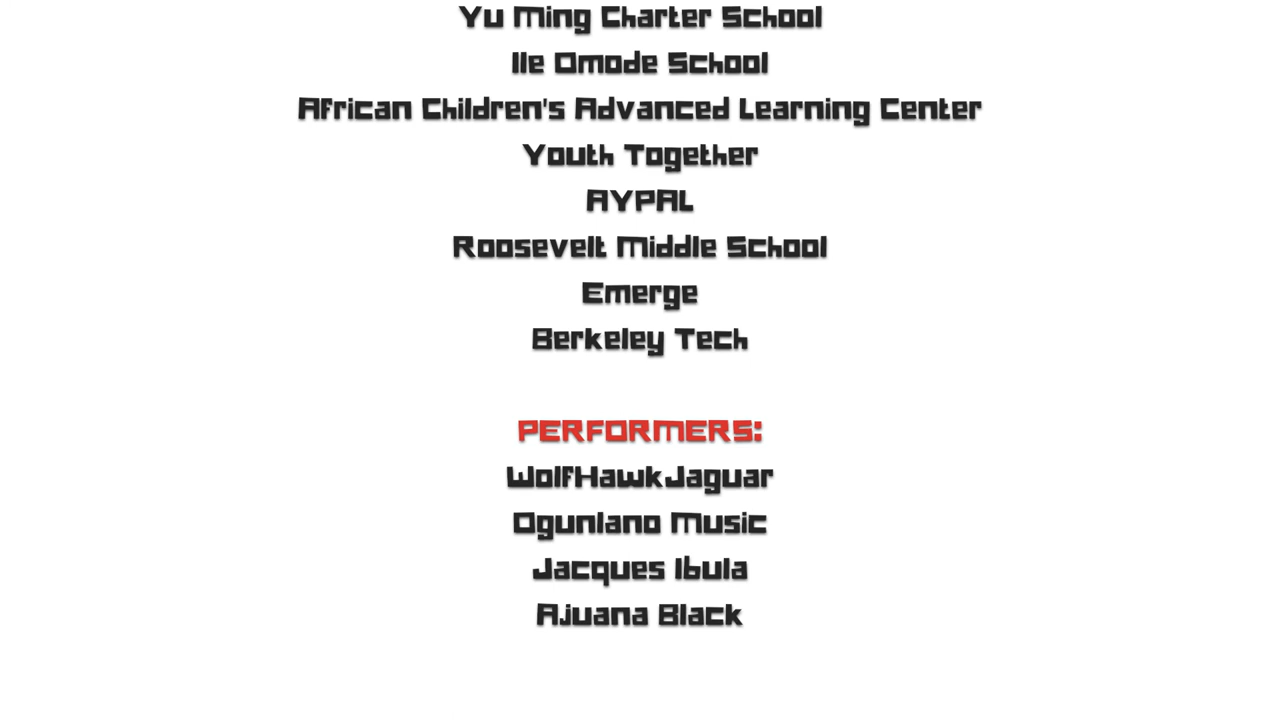 Yu Ming Charter School
Ile Omode School
African Children's Advanced Learning Center
Youth Together
AYPAL
Roosevelt Middle School
Emerge
Berkeley Tech
PERFORMERS:
WolfHawkJaguar
Ogunlano Music
Jacques Ibula
Ajuana Black